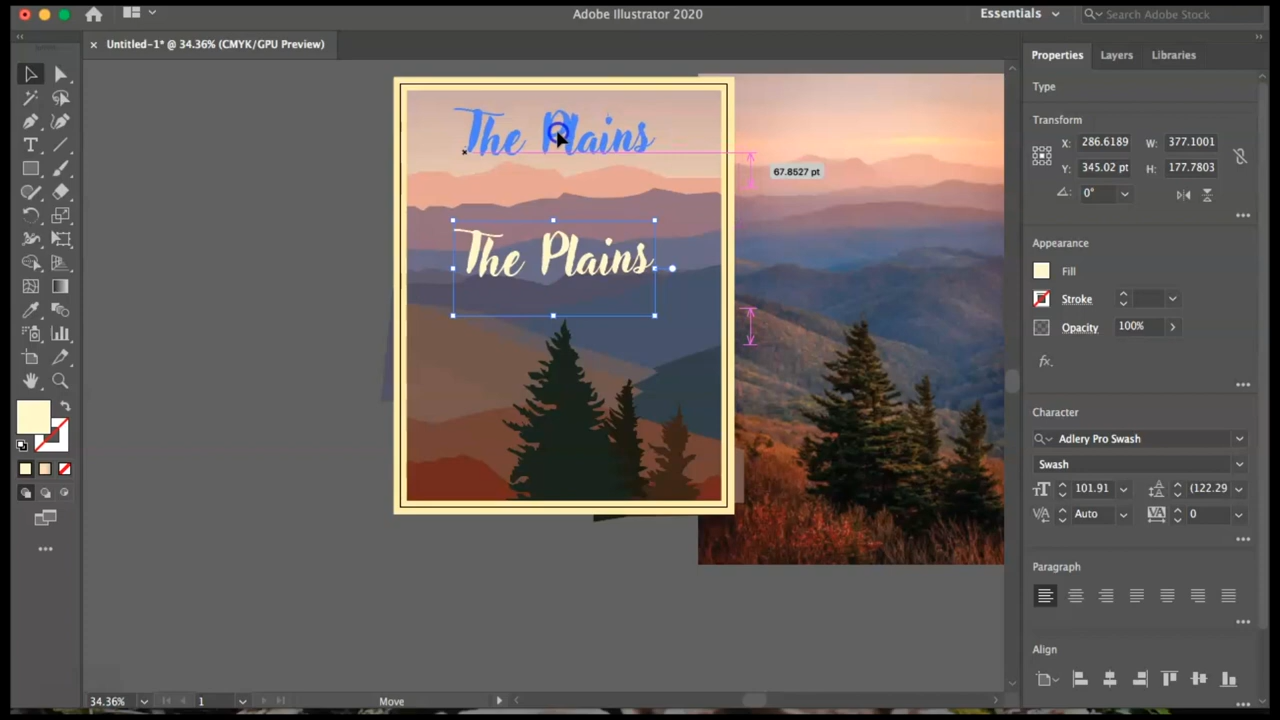 Adobe Illustrator 2020
Essentials
Search Adobe Stock
Untitled-1* @ 34.36% (CMYK/GPU Preview)
Properties
Layers
Libraries
Type
Transform
X: 286.6189
W: 377.1001
Y: 345.02 pt
H: 177.7803
0°
Appearance
Fill
Stroke
Opacity
100%
fx.
Character
Adlery Pro Swash
Swash
101.91
(122.29
Auto
0
Paragraph
Align
The Plains
67.8527 pt
The Plains
34.36%
1
Move